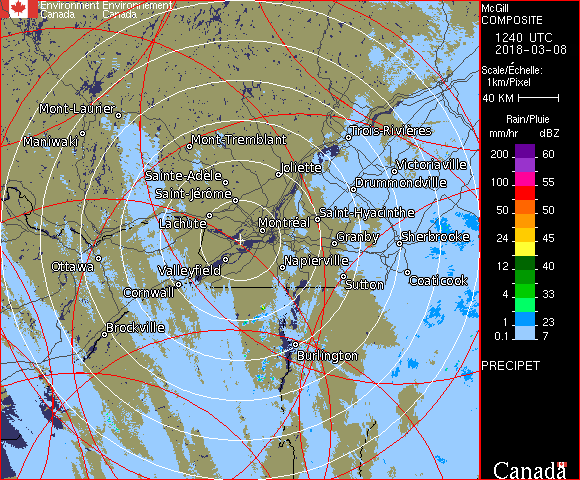 Environment Environnement
Canada Canada
McGill
COMPOSITE
1240 UTC
2018-03-08
Scale/Échelle:
1km/Pixel
40 KM
Rain/Pluie
mm/hr dBZ
200 60
55
100 55
50 50
24 45
12 40
4 33
1 23
0.1 7
PRECIPET
Canada
Mont-Laurier
Maniwaki
Mont-Tremblant
Trois-Rivières
Joliette
Victoriaville
Sainte-Adèle
Drummondville
Saint-Jérôme
Saint-Hyacinthe
Lachute
Montréal
Granby
Sherbrooke
Ottawa
Valleyfield
Napierville
Cornwall
Sutton
Coaticook
Brockville
Burlington